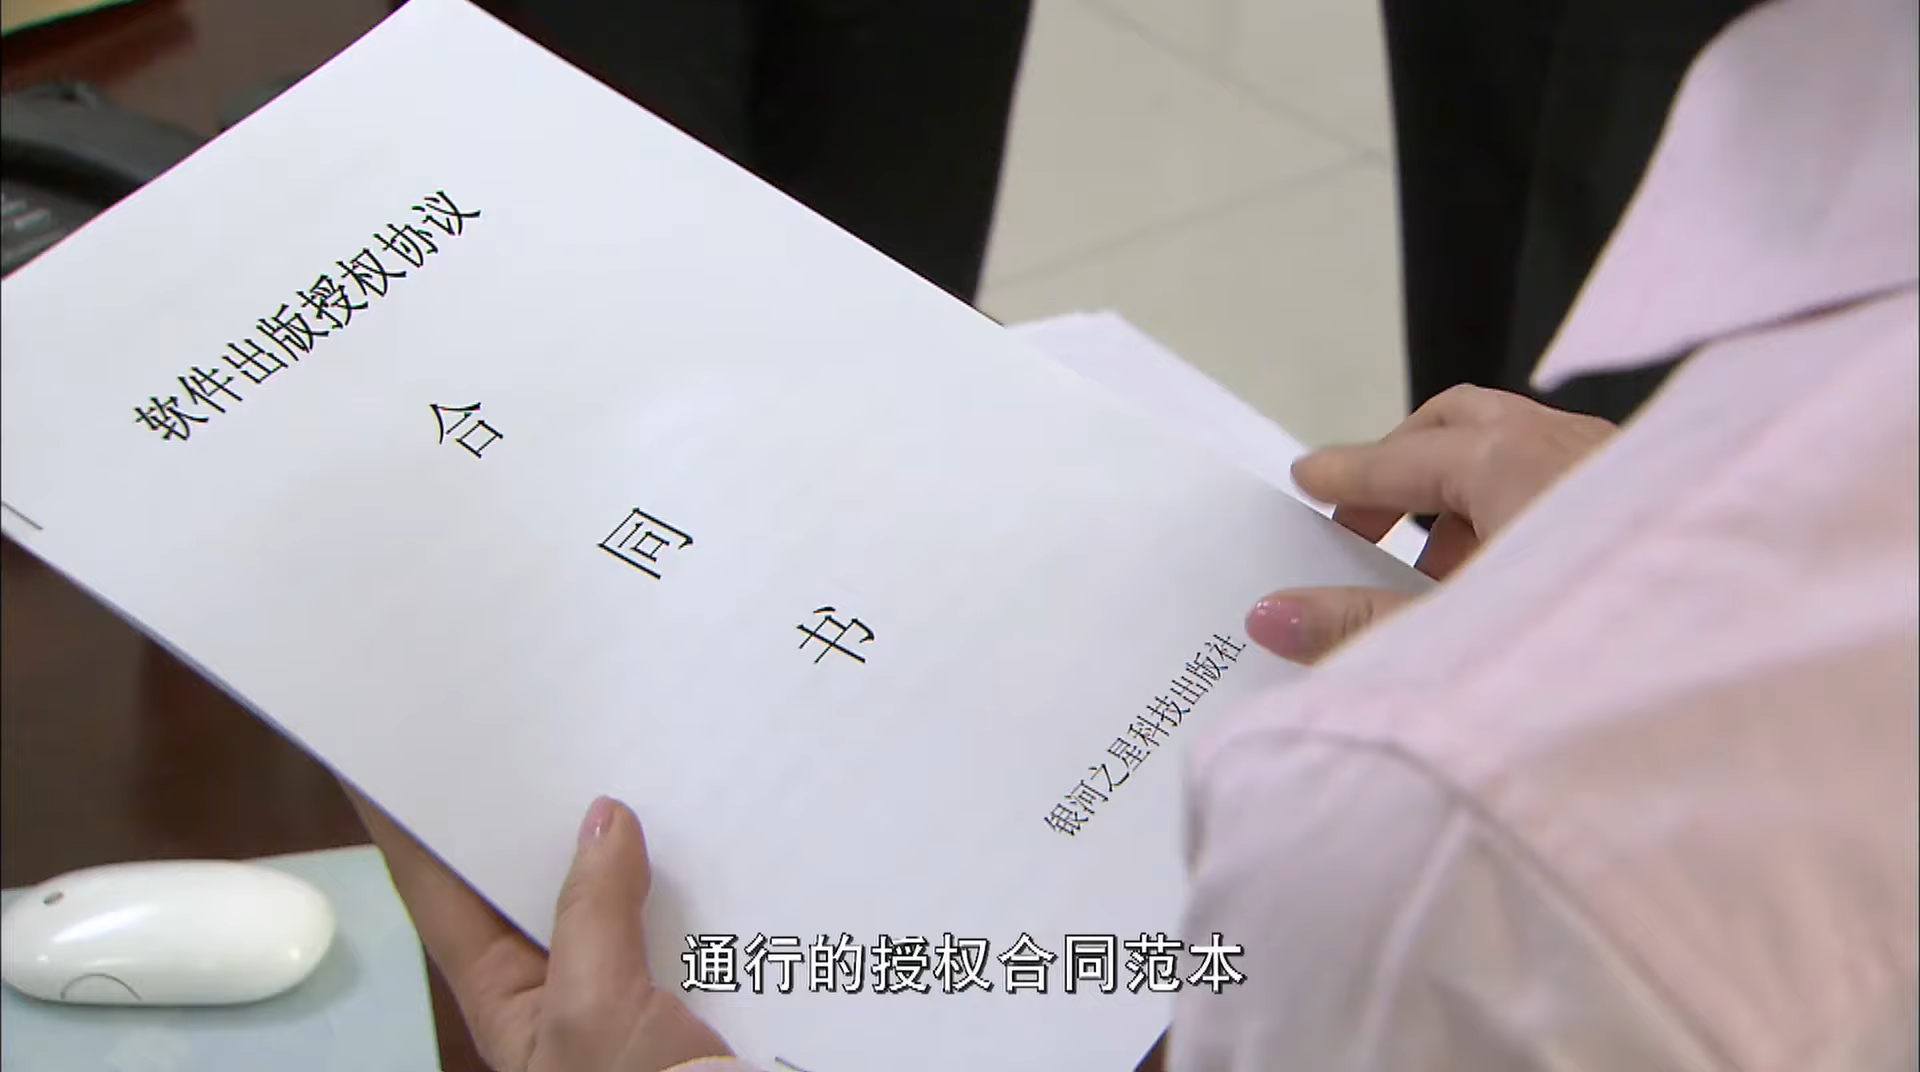 软件出版授权协议
合
同
书
银河之星科技出版社
通行的授权合同范本